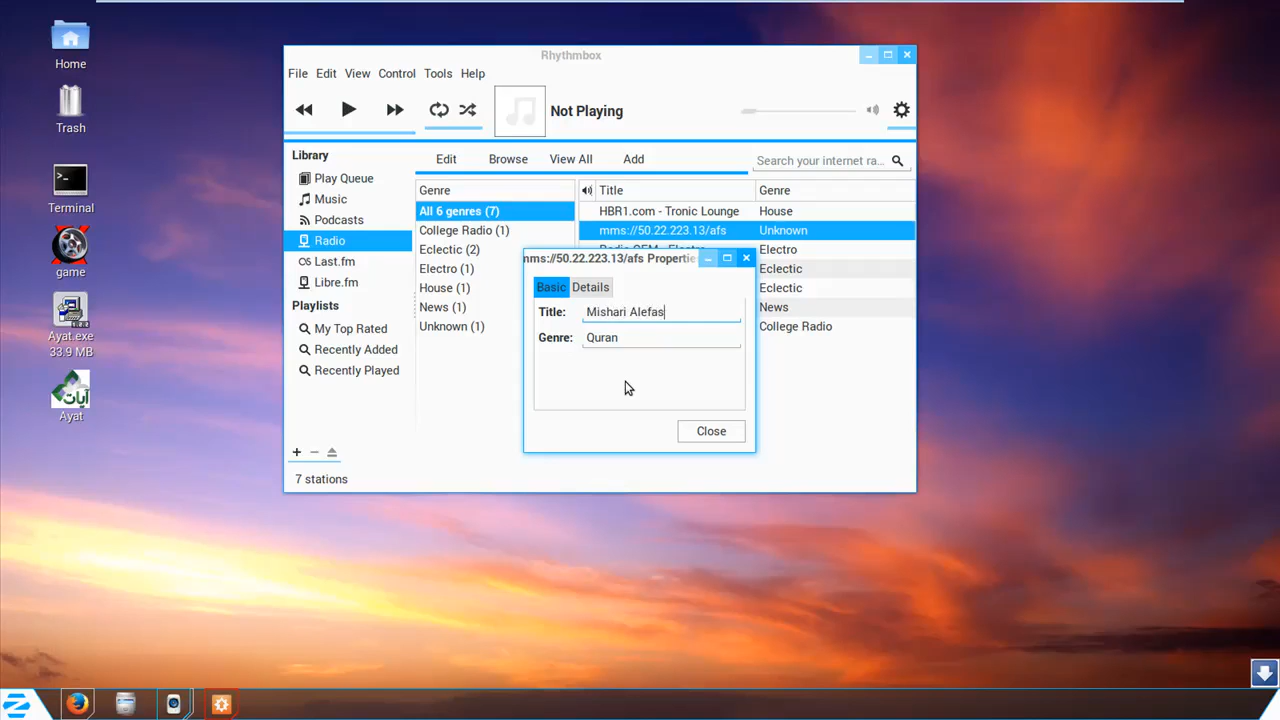 Home
Trash
Terminal
game
Ayat.exe
33.9 MB
Ayat
Rhythmbox
File Edit View Control Tools Help
Not Playing
Library
Play Queue
Music
Podcasts
Radio
Last.fm
Libre.fm
Playlists
My Top Rated
Recently Added
Recently Played
7 stations
Edit Browse View All Add
Search your internet ra...
Genre
All 6 genres (7)
College Radio (1)
Eclectic (2)
Electro (1)
House (1)
News (1)
Unknown (1)
Title Genre
HBR1.com - Tronic Lounge House
mms://50.22.223.13/afs Unknown
Electro
Eclectic
Eclectic
News
College Radio
mms://50.22.223.13/afs Propertie
Basic Details
Title: Mishari Alefas
Genre: Quran
Close